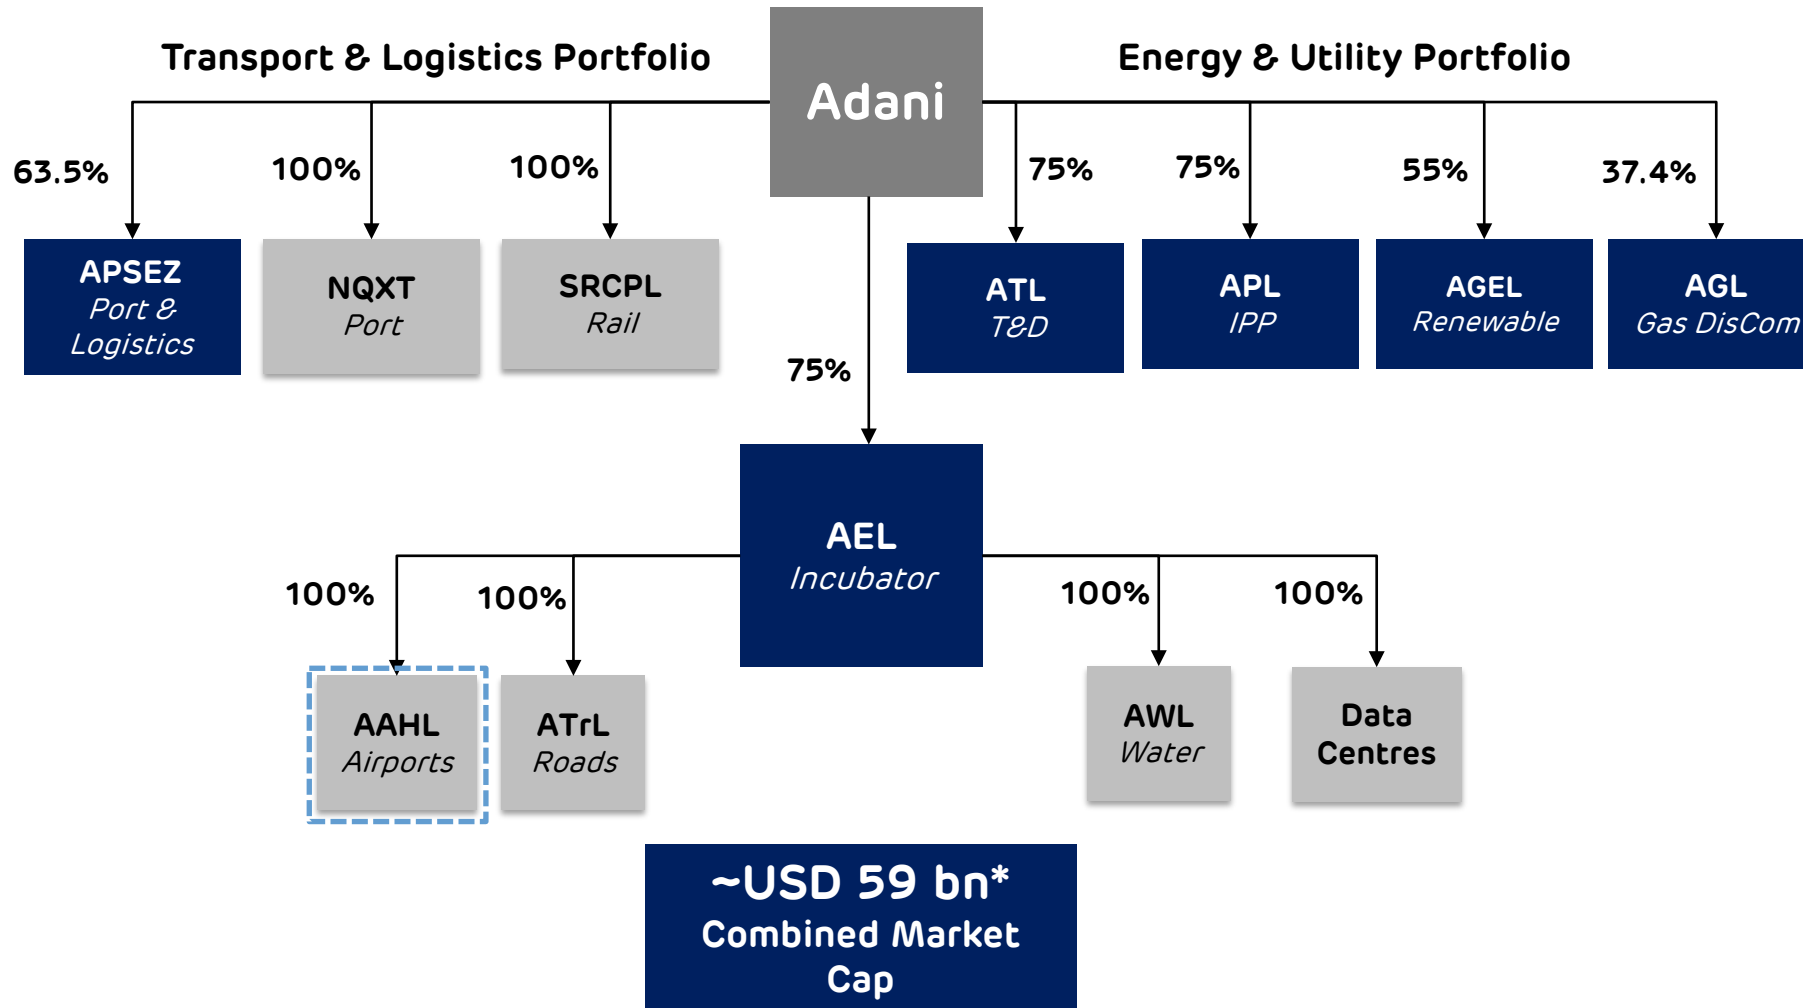 Transport & Logistics Portfolio
Adani
Energy & Utility Portfolio
63.5%
100%
100%
75%
75%
55%
37.4%
APSEZ
Port &
Logistics
NQXT
Port
SRCPL
Rail
ATL
T&D
APL
IPP
AGEL
Renewable
AGL
Gas DisCom
75%
AEL
Incubator
100%
100%
100%
100%
AAHL
Airports
ATrL
Roads
AWL
Water
Data
Centres
~USD 59 bn*
Combined Market
Cap